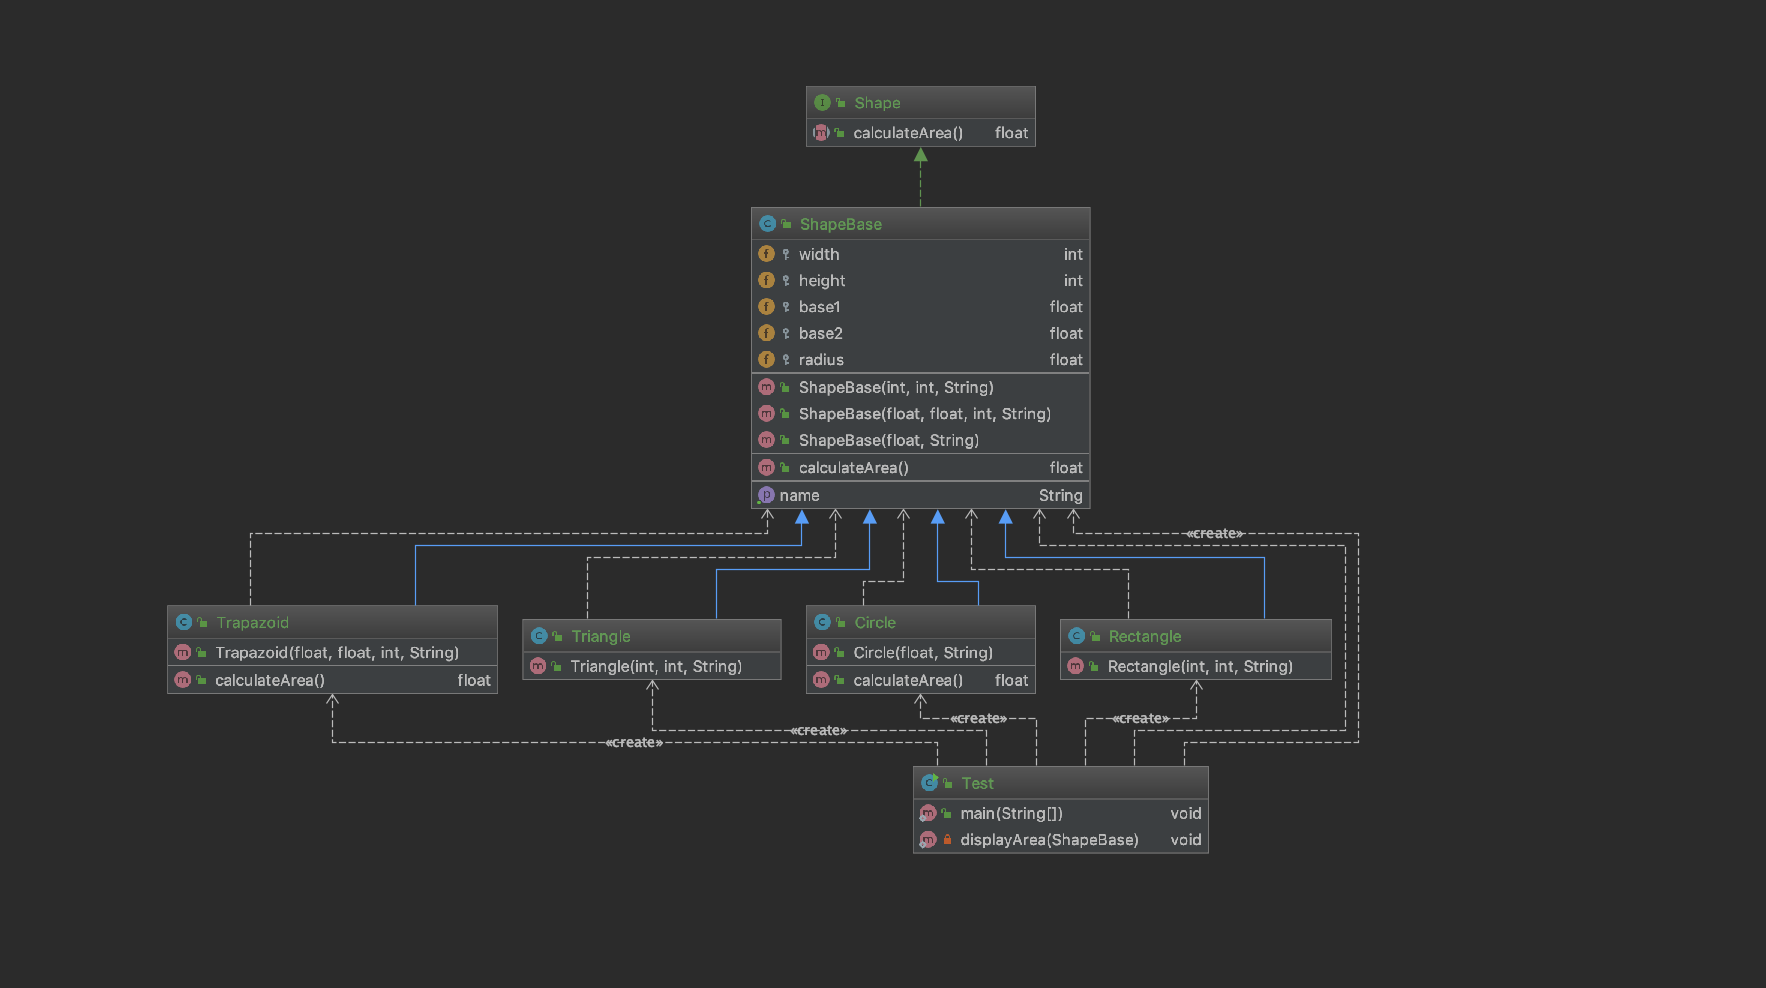 Shape
calculateArea() float
ShapeBase
width int
height int
base1 float
base2 float
radius float
ShapeBase(int, int, String)
ShapeBase(float, float, int, String)
ShapeBase(float, String)
calculateArea() float
name String
«create»
Trapazoid
Trapazoid(float, float, int, String)
calculateArea() float
Triangle
Triangle(int, int, String)
Circle
Circle(float, String)
calculateArea() float
Rectangle
Rectangle(int, int, String)
«create»
«create»
«create»
«create»
Test
main(String[]) void
displayArea(ShapeBase) void